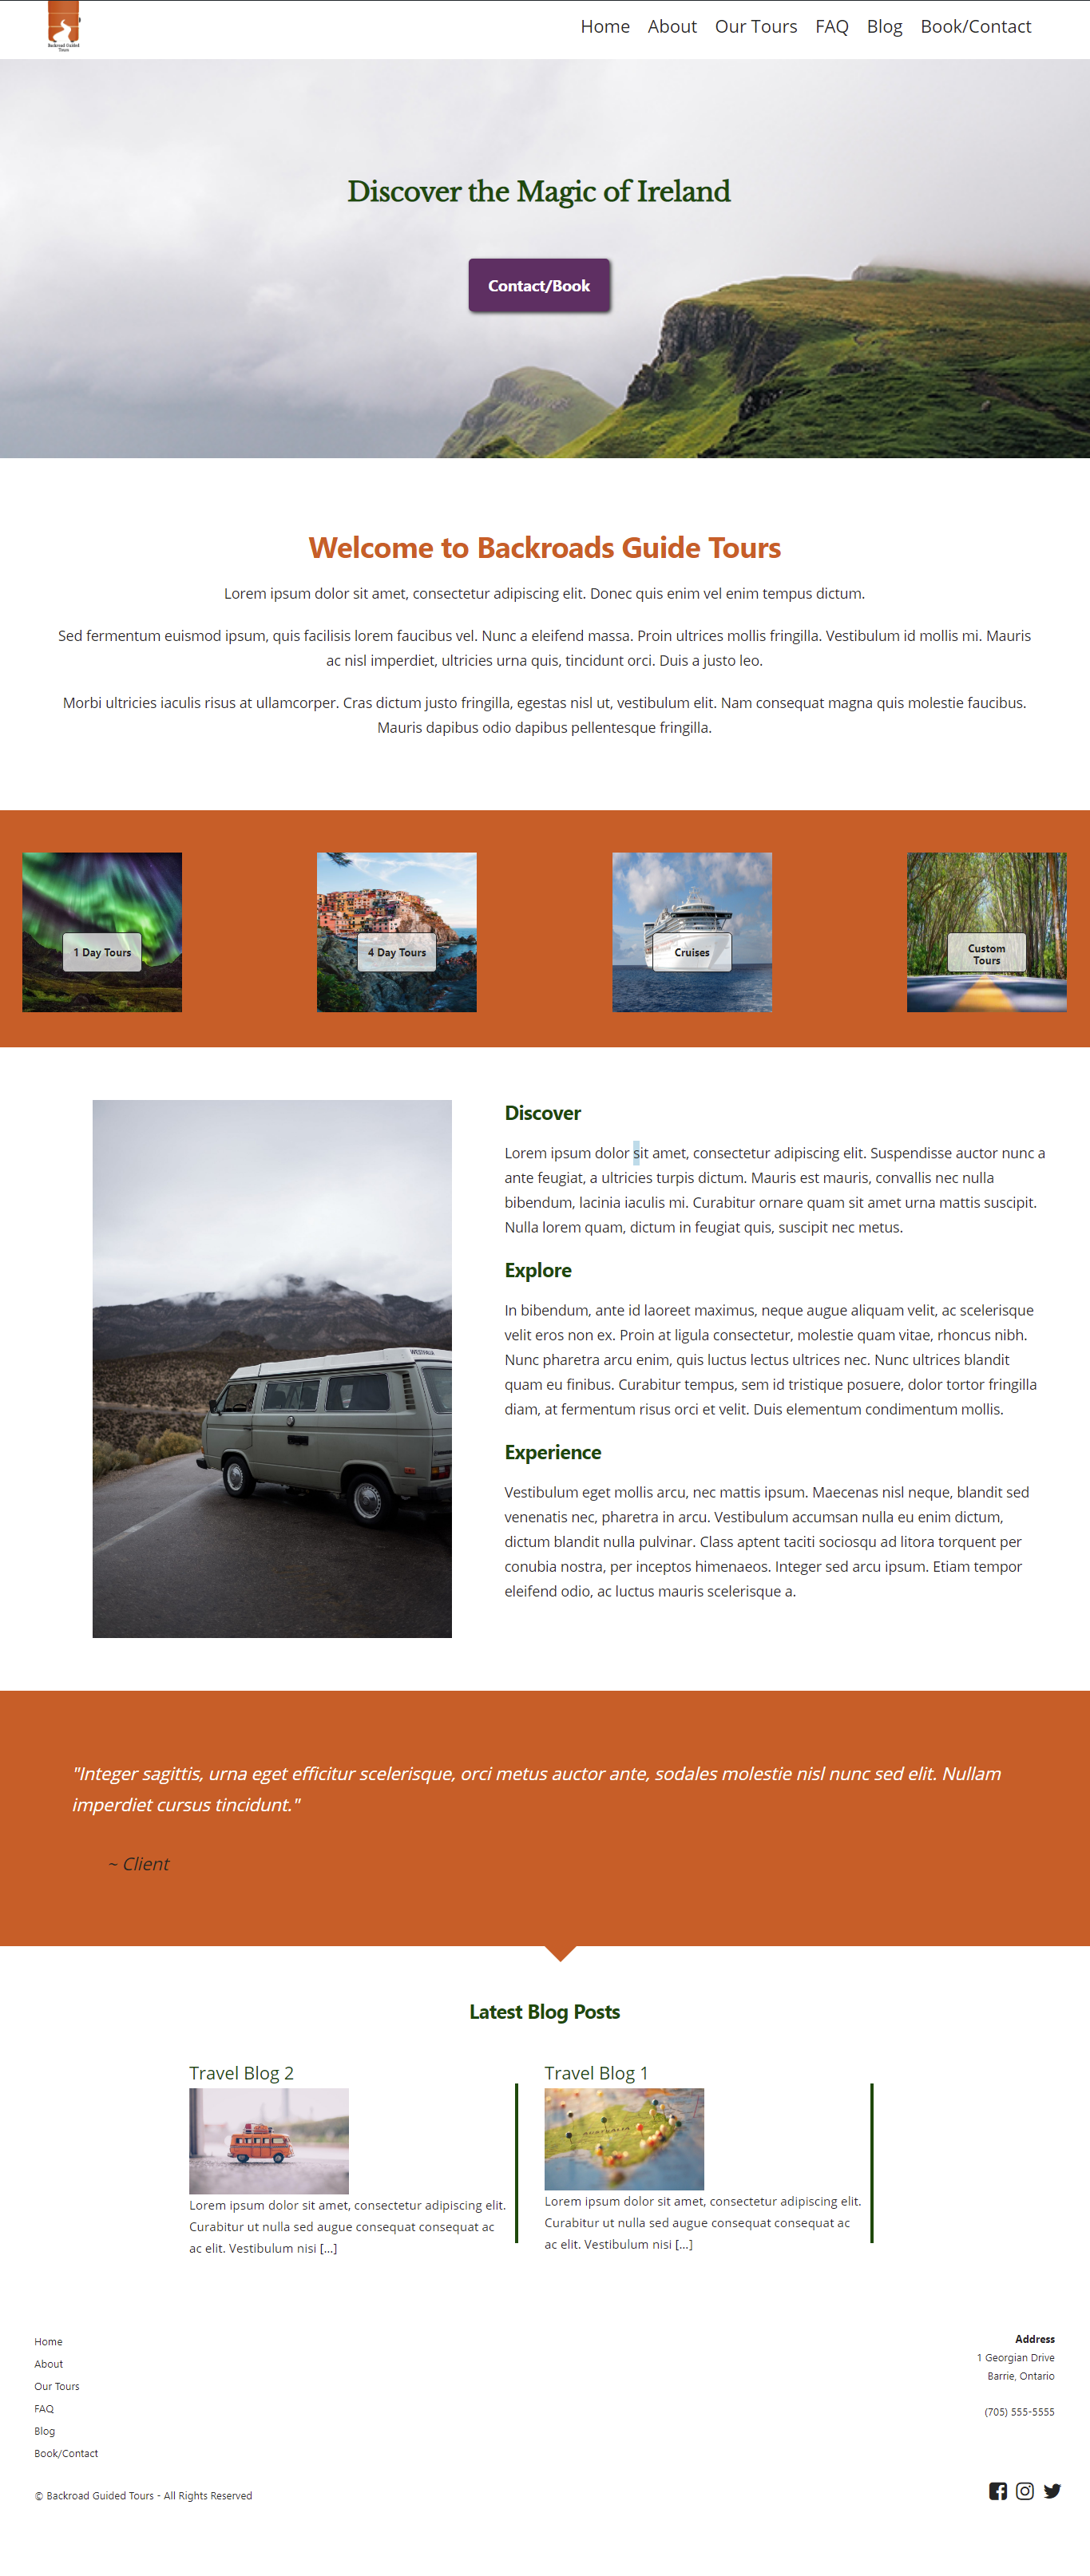 Backroad Guided
Tours
Home About Our Tours FAQ Blog Book/Contact
Discover the Magic of Ireland
Contact/Book
Welcome to Backroads Guide Tours
Lorem ipsum dolor sit amet, consectetur adipiscing elit. Donec quis enim vel enim tempus dictum.
Sed fermentum euismod ipsum, quis facilisis lorem faucibus vel. Nunc a eleifend massa. Proin ultrices mollis fringilla. Vestibulum id mollis mi. Mauris
ac nisl imperdiet, ultricies urna quis, tincidunt orci. Duis a justo leo.
Morbi ultricies iaculis risus at ullamcorper. Cras dictum justo fringilla, egestas nisl ut, vestibulum elit. Nam consequat magna quis molestie faucibus.
Mauris dapibus odio dapibus pellentesque fringilla.
1 Day Tours
4 Day Tours
Cruises
Custom
Tours
WESTFALIA
Discover
Lorem ipsum dolor sit amet, consectetur adipiscing elit. Suspendisse auctor nunc a
ante feugiat, a ultricies turpis dictum. Mauris est mauris, convallis nec nulla
bibendum, lacinia iaculis mi. Curabitur ornare quam sit amet urna mattis suscipit.
Nulla lorem quam, dictum in feugiat quis, suscipit nec metus.
Explore
In bibendum, ante id laoreet maximus, neque augue aliquam velit, ac scelerisque
velit eros non ex. Proin at ligula consectetur, molestie quam vitae, rhoncus nibh.
Nunc pharetra arcu enim, quis luctus lectus ultrices nec. Nunc ultrices blandit
quam eu finibus. Curabitur tempus, sem id tristique posuere, dolor tortor fringilla
diam, at fermentum risus orci et velit. Duis elementum condimentum mollis.
Experience
Vestibulum eget mollis arcu, nec mattis ipsum. Maecenas nisl neque, blandit sed
venenatis nec, pharetra in arcu. Vestibulum accumsan nulla eu enim dictum,
dictum blandit nulla pulvinar. Class aptent taciti sociosqu ad litora torquent per
conubia nostra, per inceptos himenaeos. Integer sed arcu ipsum. Etiam tempor
eleifend odio, ac luctus mauris scelerisque a.
"Integer sagittis, urna eget efficitur scelerisque, orci metus auctor ante, sodales molestie nisl nunc sed elit. Nullam
imperdiet cursus tincidunt."
~ Client
Latest Blog Posts
Travel Blog 2
Lorem ipsum dolor sit amet, consectetur adipiscing elit.
Curabitur ut nulla sed augue consequat consequat ac
ac elit. Vestibulum nisi [...]
Travel Blog 1
AUSTRALIA
Lorem ipsum dolor sit amet, consectetur adipiscing elit.
Curabitur ut nulla sed augue consequat consequat ac
ac elit. Vestibulum nisi [...]
Home
About
Our Tours
FAQ
Blog
Book/Contact
Address
1 Georgian Drive
Barrie, Ontario
(705) 555-5555
© Backroad Guided Tours - All Rights Reserved